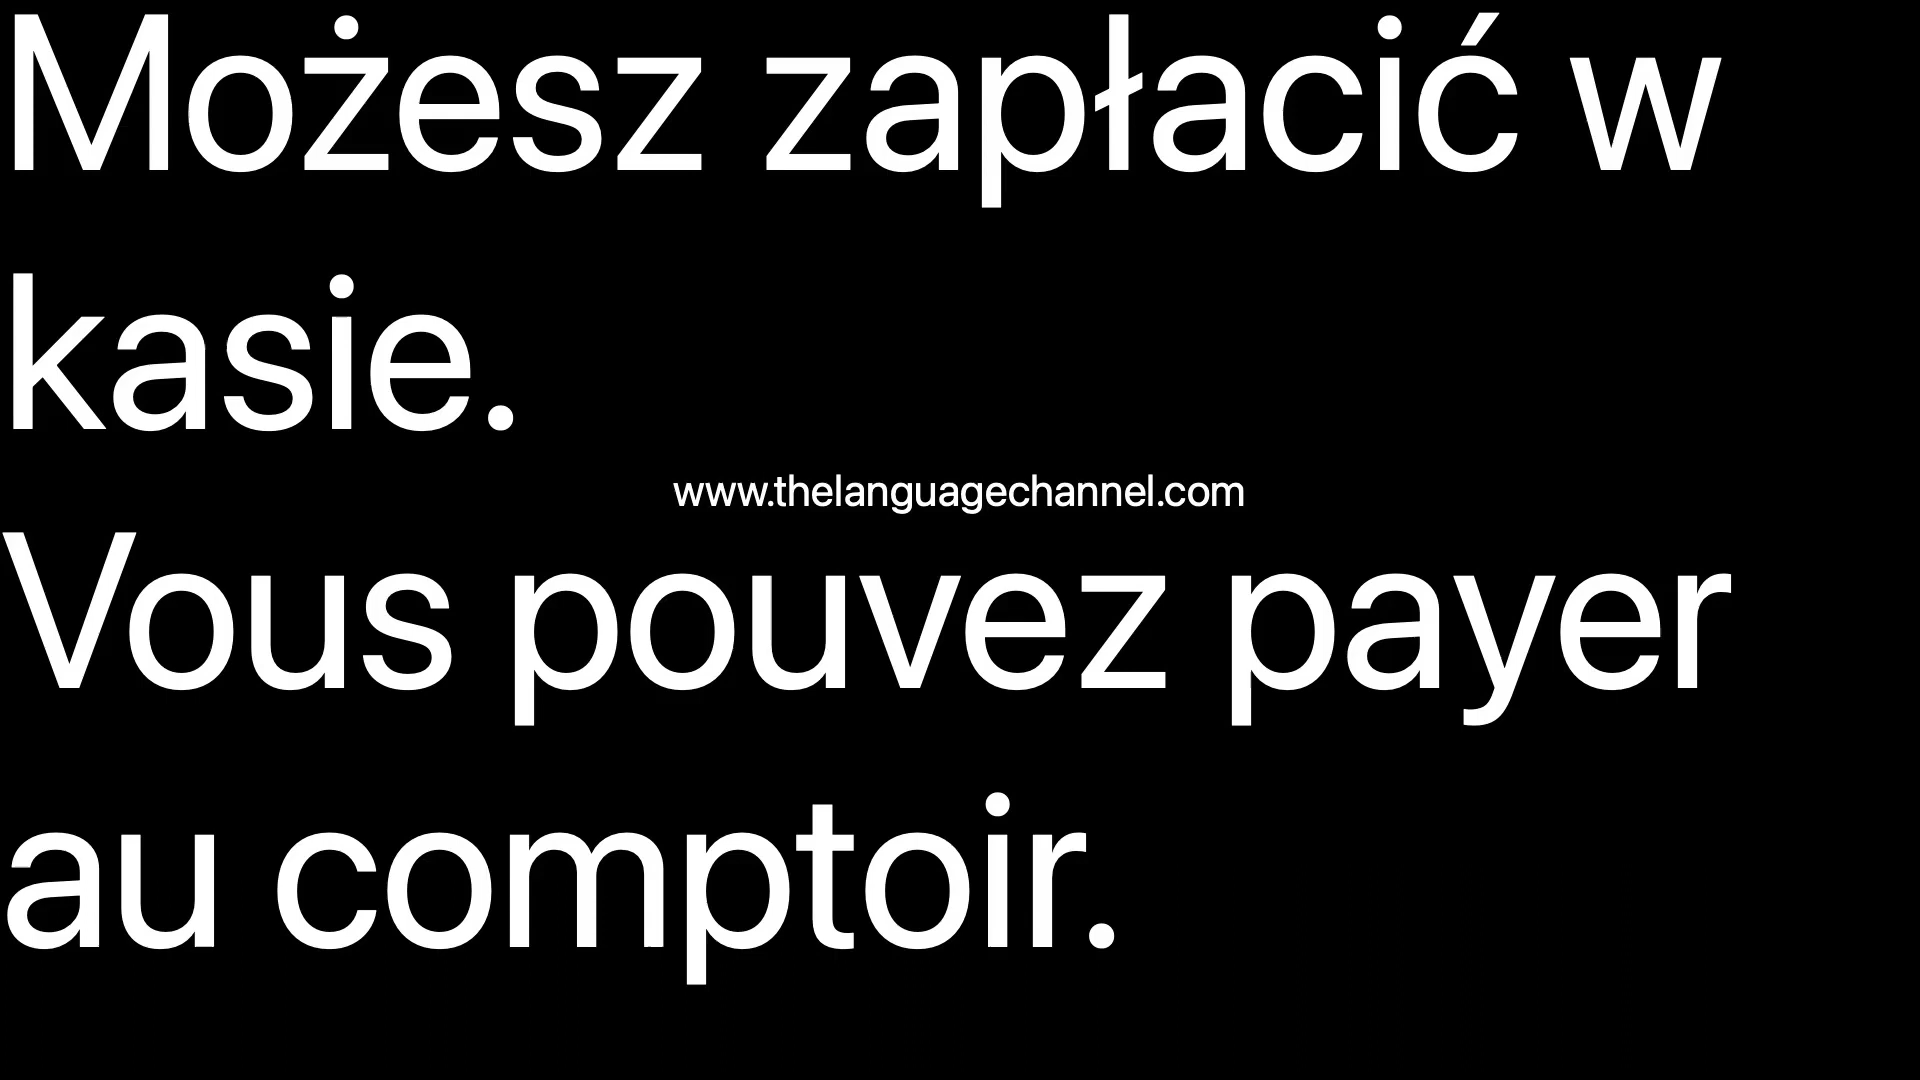 Możesz zapłacić w
kasie.
www.thelanguagechannel.com
Vous pouvez payer
au comptoir.